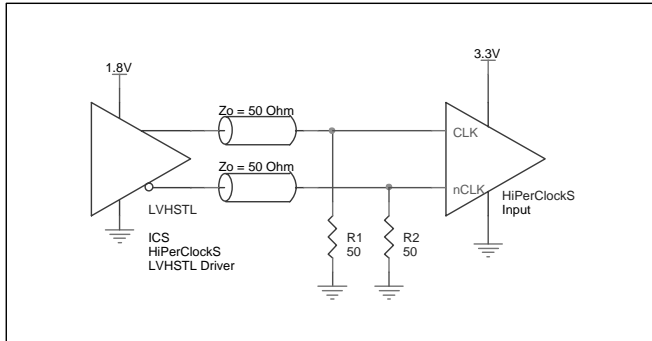 1.8V
3.3V
Zo = 50 Ohm
CLK
Zo = 50 Ohm
nCLK
HiPerClockS
Input
LVHSTL
ICS
HiPerClockS
LVHSTL Driver
R1
50
R2
50